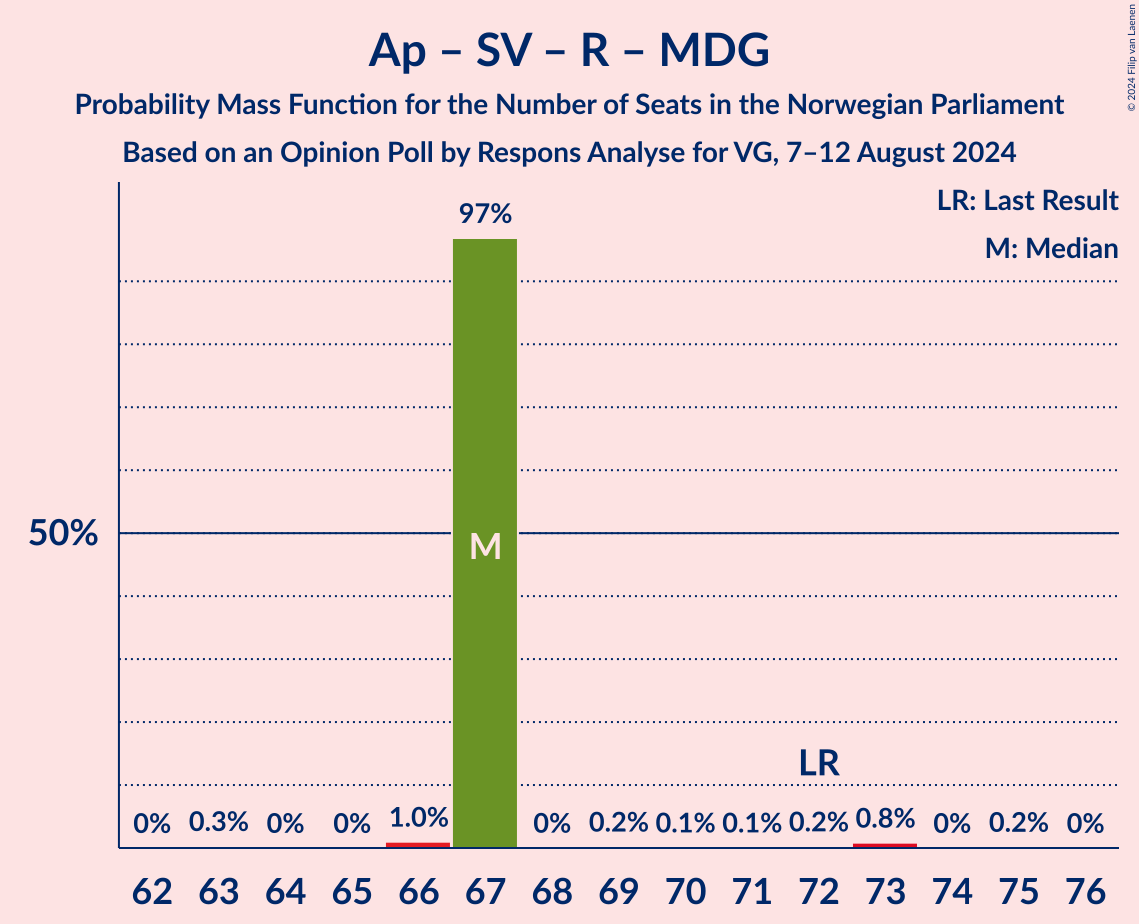 Ap – SV – R – MDG
Probability Mass Function for the Number of Seats in the Norwegian Parliament
Based on an Opinion Poll by Respons Analyse for VG, 7–12 August 2024
© 2024 Filip van Laenen
LR: Last Result
M: Median
97%
50%
M
LR
0% 0.3% 0% 0% 1.0% 0% 0.2% 0.1% 0.1% 0.2% 0.8% 0% 0.2% 0%
62 63 64 65 66 67 68 69 70 71 72 73 74 75 76